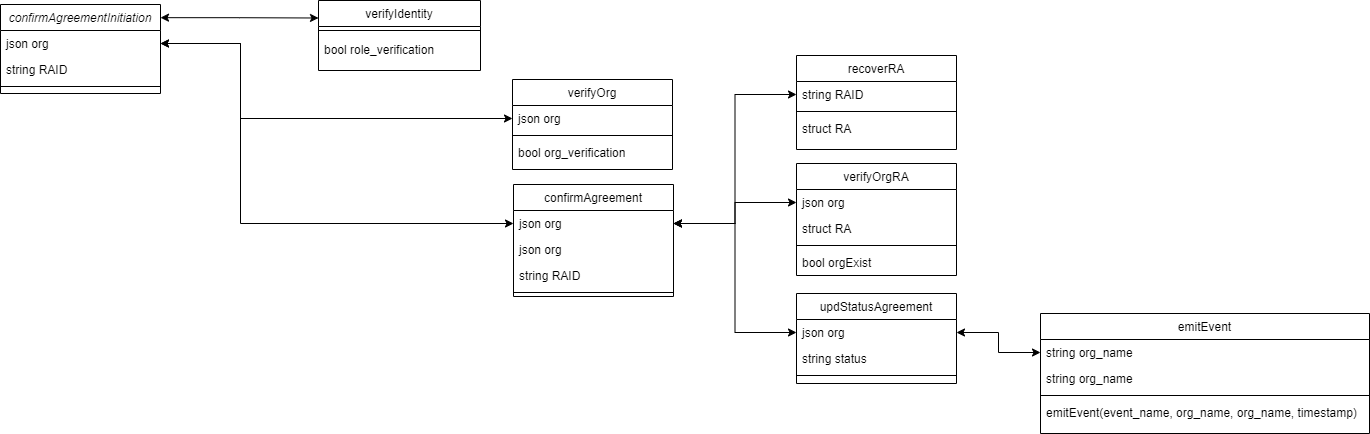 confirmAgreementInitiation
json org
string RAID
verifyIdentity
bool role_verification
verifyOrg
json org
bool org_verification
confirmAgreement
json org
json org
string RAID
recoverRA
string RAID
struct RA
verifyOrgRA
json org
struct RA
bool orgExist
updStatusAgreement
json org
string status
emitEvent
string org_name
string org_name
emitEvent(event_name, org_name, org_name, timestamp)